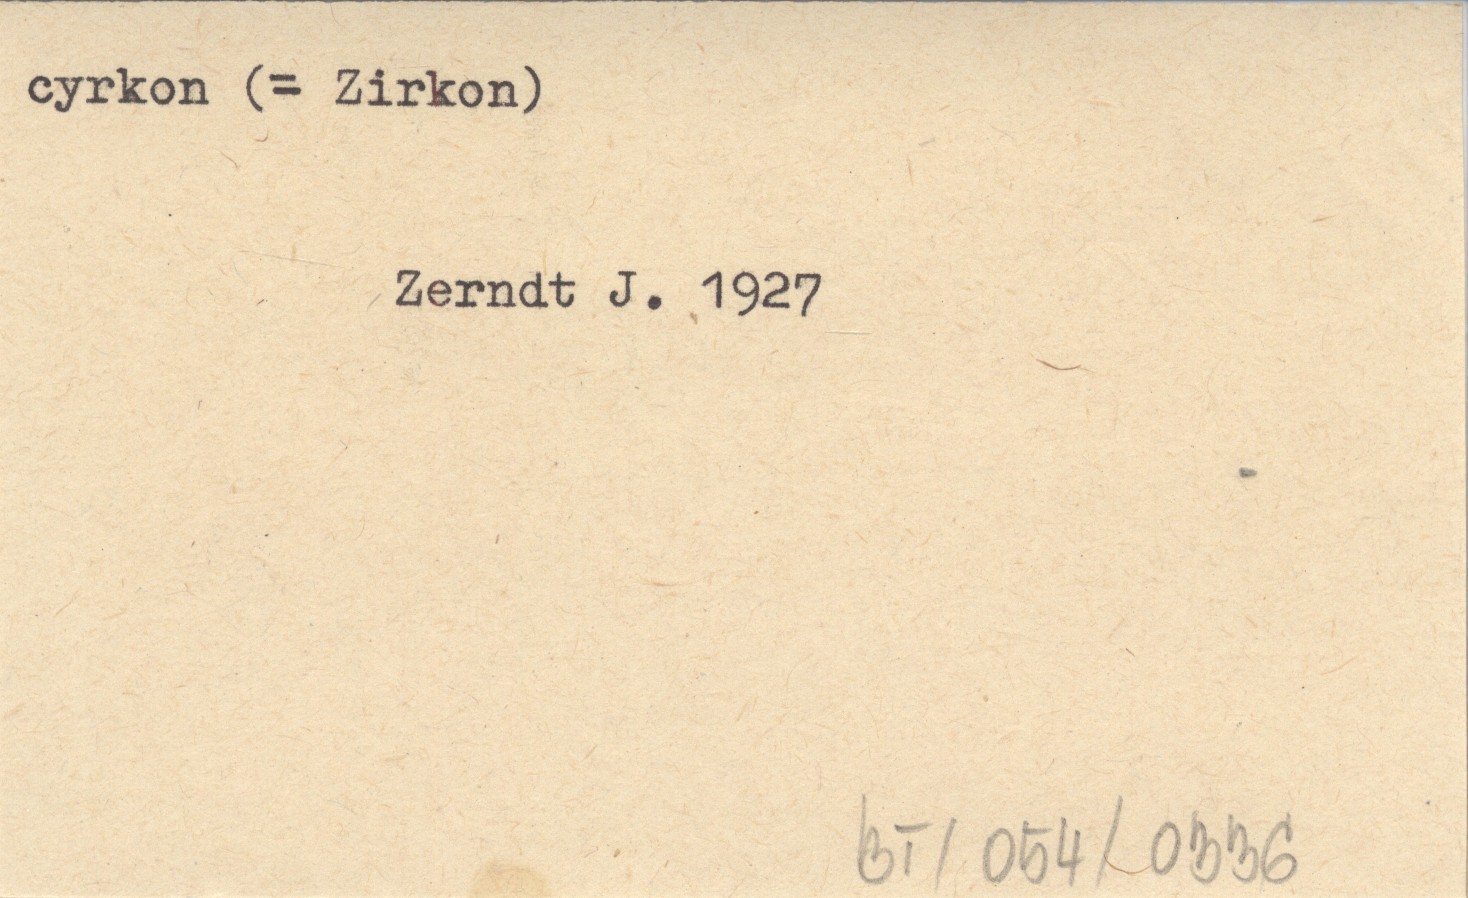 cyrkon (= Zirkon)
Zerndt J. 1927
BT/054/0336